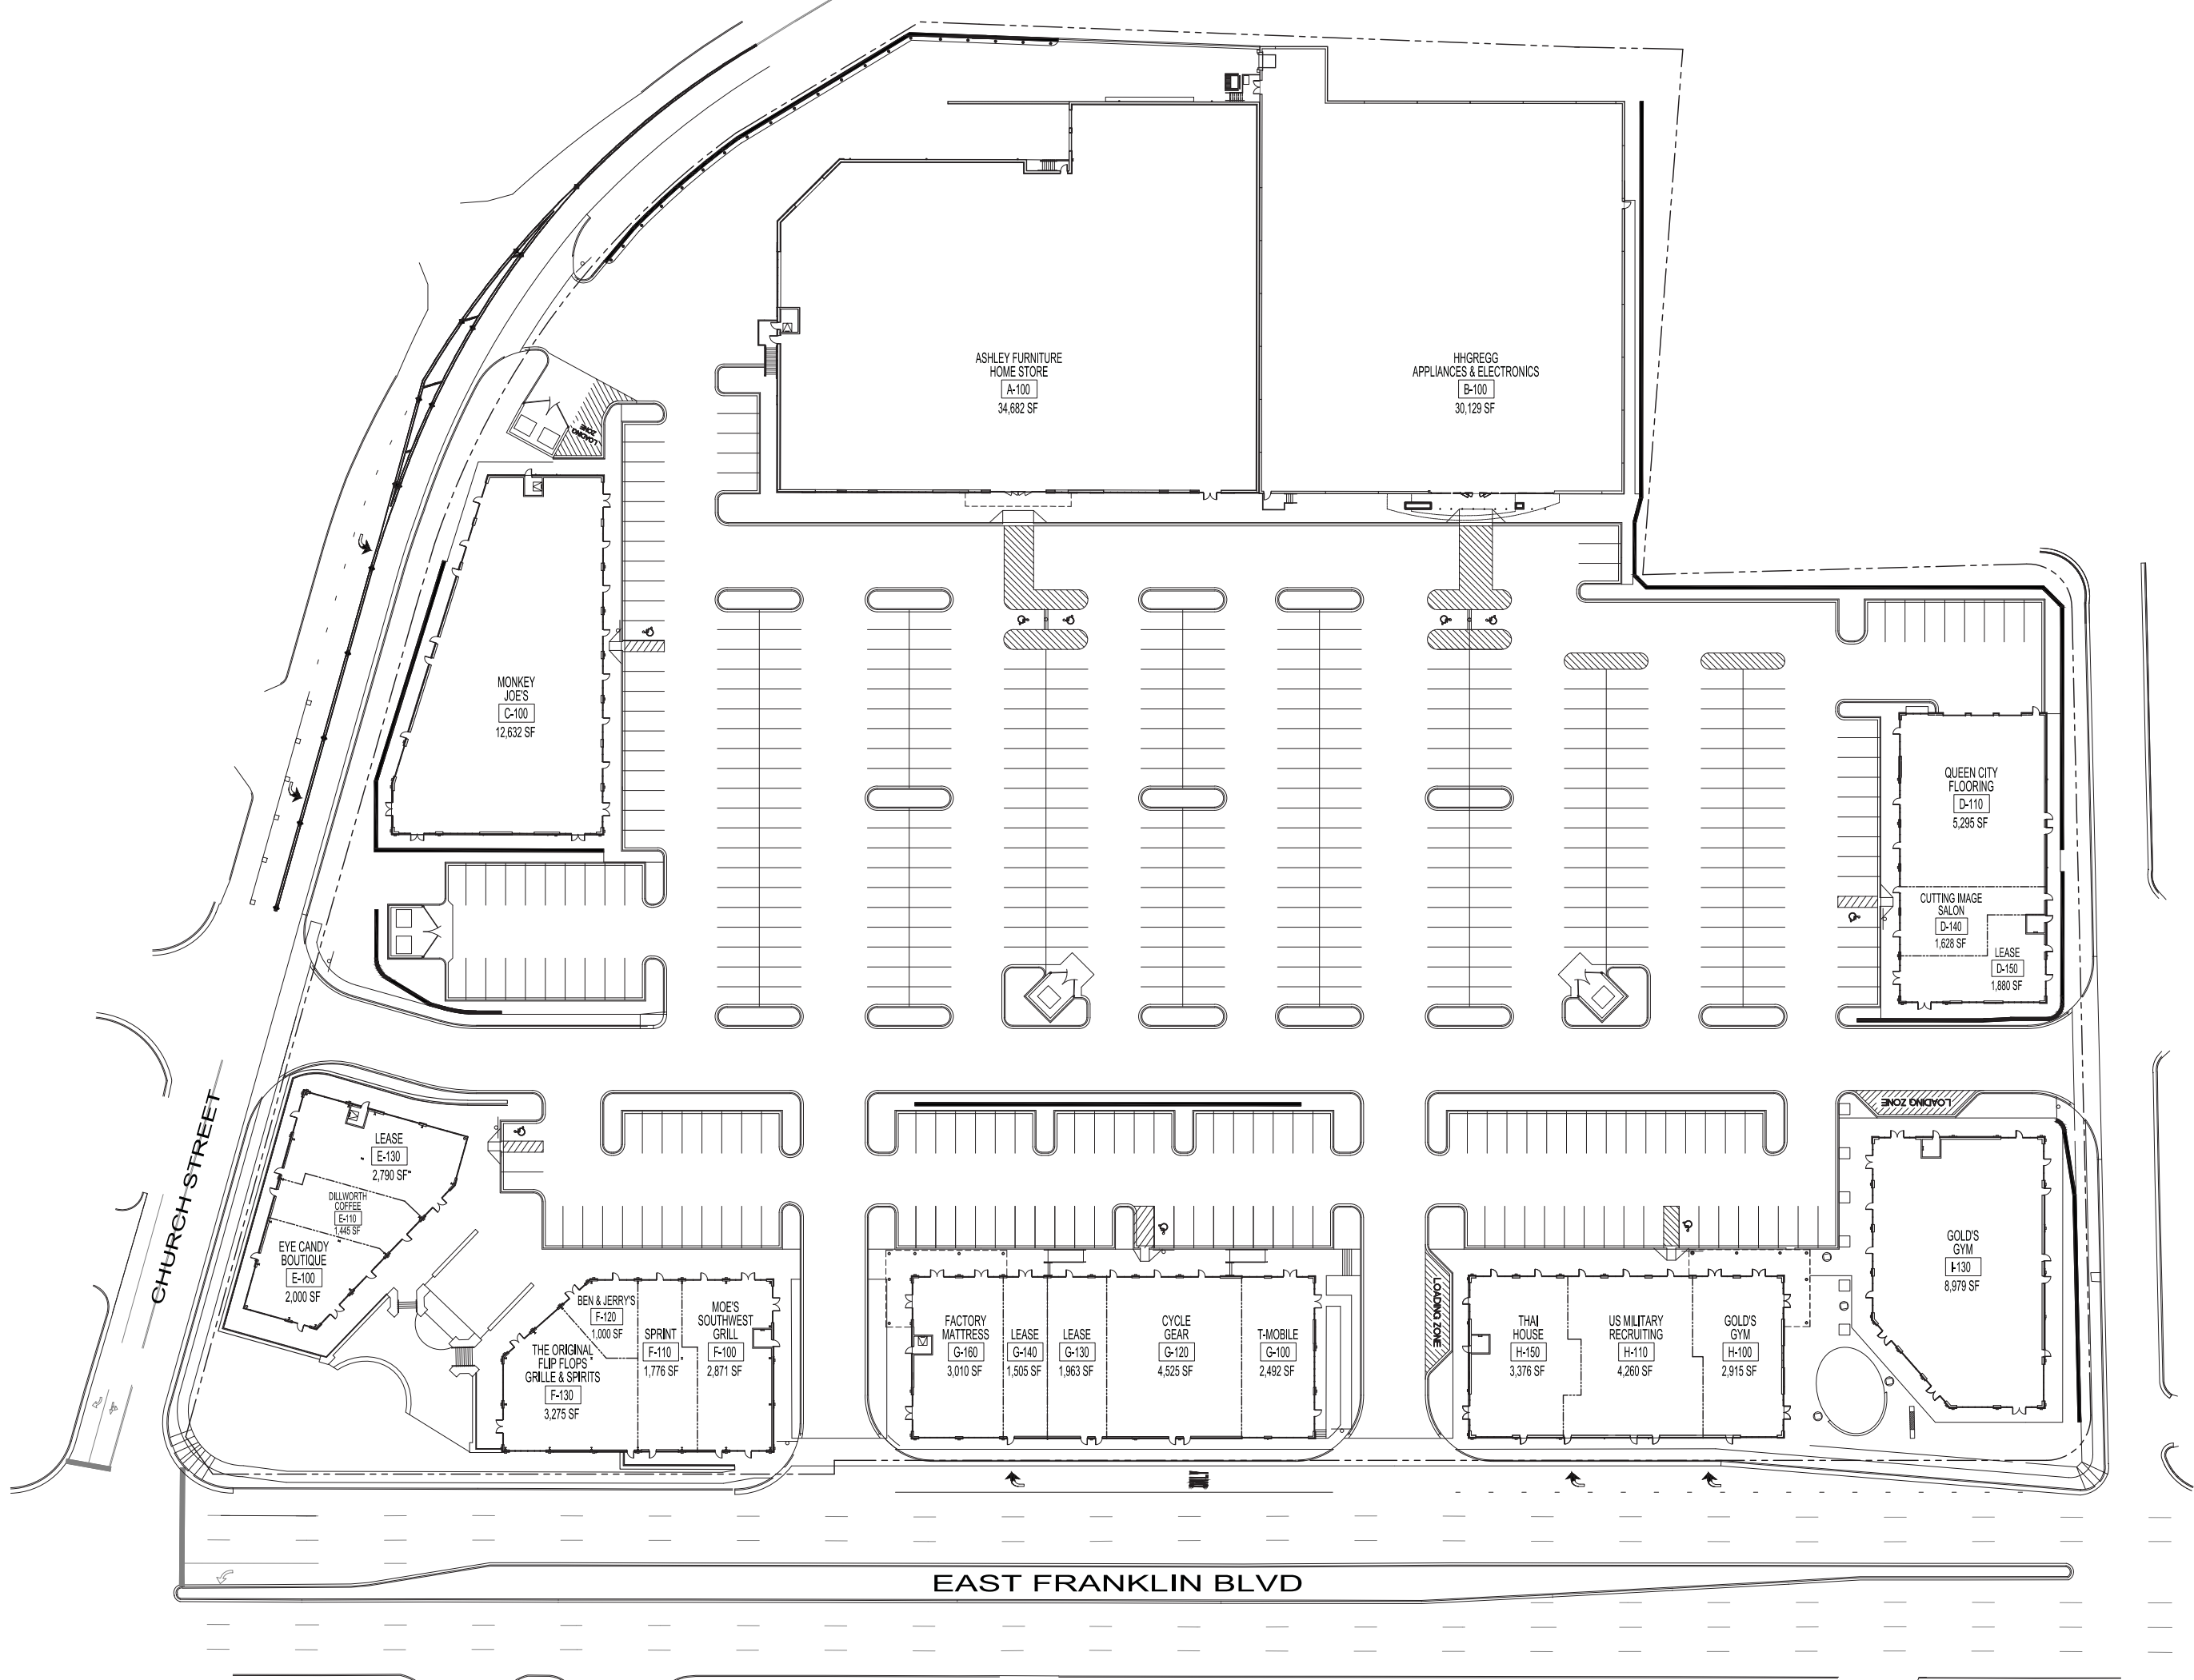 ASHLEY FURNITURE
HOME STORE
A-100
34,682 SF
HHGREGG
APPLIANCES & ELECTRONICS
B-100
30,129 SF
LOADING
ZONE
MONKEY
JOE'S
C-100
12,632 SF
QUEEN CITY
FLOORING
D-110
5,295 SF
CUTTING IMAGE
SALON
D-140
1,628 SF
LEASE
D-150
1,880 SF
CHURCH STREET
LEASE
E-130
2,790 SF
DILLWORTH
COFFEE
E-110
1,445 SF
EYE CANDY
BOUTIQUE
E-100
2,000 SF
BEN & JERRY'S
F-120
1,000 SF
THE ORIGINAL
FLIP FLOPS
GRILLE & SPIRITS
F-130
3,275 SF
SPRINT
F-110
1,776 SF
MOE'S
SOUTHWEST
GRILL
F-100
2,871 SF
FACTORY
MATTRESS
G-160
3,010 SF
LEASE
G-140
1,505 SF
LEASE
G-130
1,963 SF
CYCLE
GEAR
G-120
4,525 SF
T-MOBILE
G-100
2,492 SF
LOADING ZONE
THAI
HOUSE
H-150
3,376 SF
US MILITARY
RECRUITING
H-110
4,260 SF
GOLD'S
GYM
H-100
2,915 SF
LOADING ZONE
GOLD'S
GYM
I-130
8,979 SF
EAST FRANKLIN BLVD